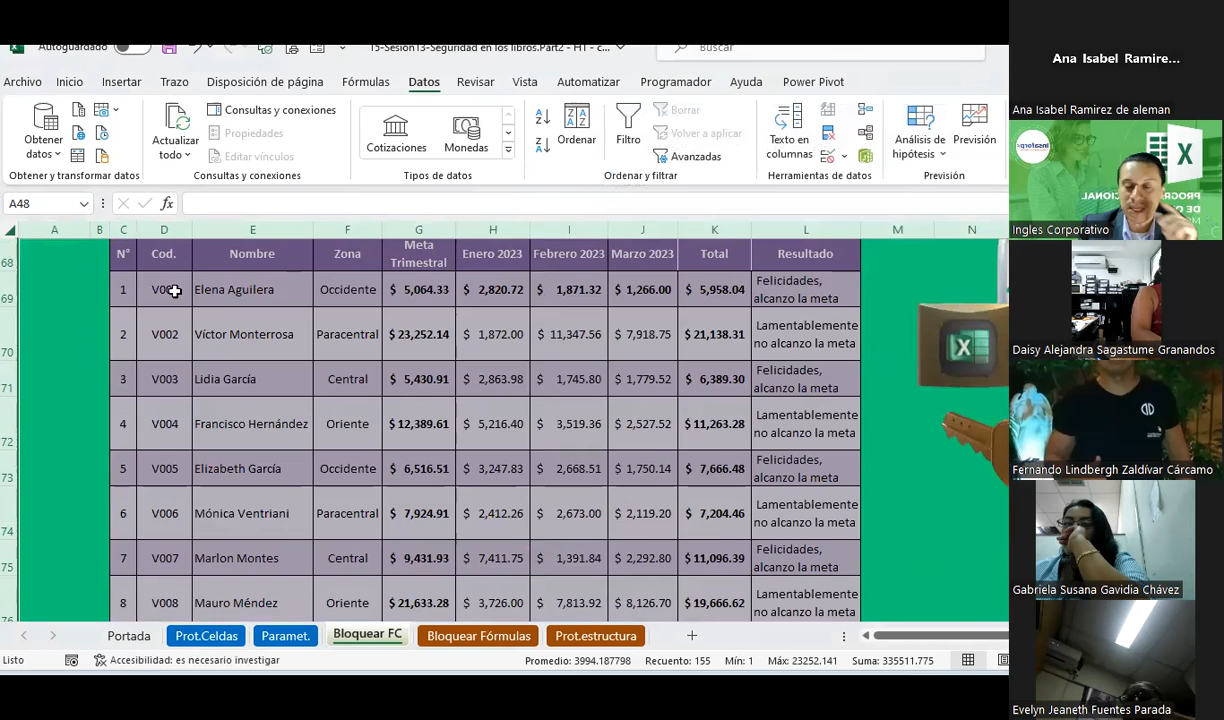 Autoguardado 15-Sesion13-Seguridad en los libros.Part2 - HT - c... Buscar
Archivo Inicio Insertar Trazo Disposición de página Fórmulas Datos Revisar Vista Automatizar Programador Ayuda Power Pivot
Obtener datos
Actualizar todo
Consultas y conexiones
Propiedades
Editar vínculos
Cotizaciones Monedas
Ordenar
Filtro
Borrar
Volver a aplicar
Avanzadas
Texto en columnas
Análisis de hipótesis
Previsión
Obtener y transformar datos Consultas y conexiones Tipos de datos Ordenar y filtrar Herramientas de datos Previsión
A48 fx
A B C D E F G H I J K L M N
68 N° Cod. Nombre Zona Meta Trimestral Enero 2023 Febrero 2023 Marzo 2023 Total Resultado
69 1 Elena Aguilera Occidente $ 5,064.33 $ 2,820.72 $ 1,871.32 $ 1,266.00 $ 5,958.04 Felicidades, alcanzo la meta
70 2 V002 Víctor Monterrosa Paracentral $ 23,252.14 $ 1,872.00 $ 11,347.56 $ 7,918.75 $ 21,138.31 Lamentablemente no alcanzo la meta
71 3 V003 Lidia García Central $ 5,430.91 $ 2,863.98 $ 1,745.80 $ 1,779.52 $ 6,389.30 Felicidades, alcanzo la meta
72 4 V004 Francisco Hernández Oriente $ 12,389.61 $ 5,216.40 $ 3,519.36 $ 2,527.52 $ 11,263.28 Lamentablemente no alcanzo la meta
73 5 V005 Elizabeth García Occidente $ 6,516.51 $ 3,247.83 $ 2,668.51 $ 1,750.14 $ 7,666.48 Felicidades, alcanzo la meta
74 6 V006 Mónica Ventriani Paracentral $ 7,924.91 $ 2,412.26 $ 2,673.00 $ 2,119.20 $ 7,204.46 Lamentablemente no alcanzo la meta
75 7 V007 Marlon Montes Central $ 9,431.93 $ 7,411.75 $ 1,391.84 $ 2,292.80 $ 11,096.39 Felicidades, alcanzo la meta
8 V008 Mauro Méndez Oriente $ 21,633.28 $ 3,726.00 $ 7,813.92 $ 8,126.70 $ 19,666.62 Lamentablemente no alcanzo la meta
Portada Prot.Celdas Paramet. Bloquear FC Bloquear Fórmulas Prot.estructura
Listo Accesibilidad: es necesario investigar Promedio: 3994.187798 Recuento: 155 Mín: 1 Máx: 23252.141 Suma: 335511.775
Ana Isabel Ramire...
Ana Isabel Ramirez de aleman
Ingles Corporativo
Daisy Alejandra Sagastume Granandos
Fernando Lindbergh Zaldívar Cárcamo
Gabriela Susana Gavidia Chávez
Evelyn Jeaneth Fuentes Parada